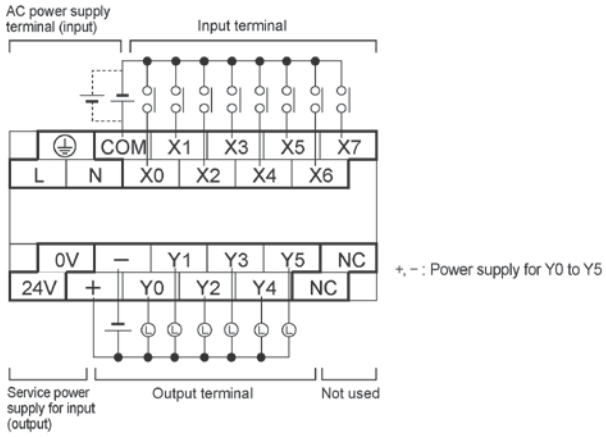 AC power supply
terminal (input)
Input terminal
COM X1 X3 X5 X7
L N X0 X2 X4 X6
0V − Y1 Y3 Y5 NC
24V + Y0 Y2 Y4 NC
+, − : Power supply for Y0 to Y5
L L L L L L
Service power
supply for input
(output)
Output terminal
Not used